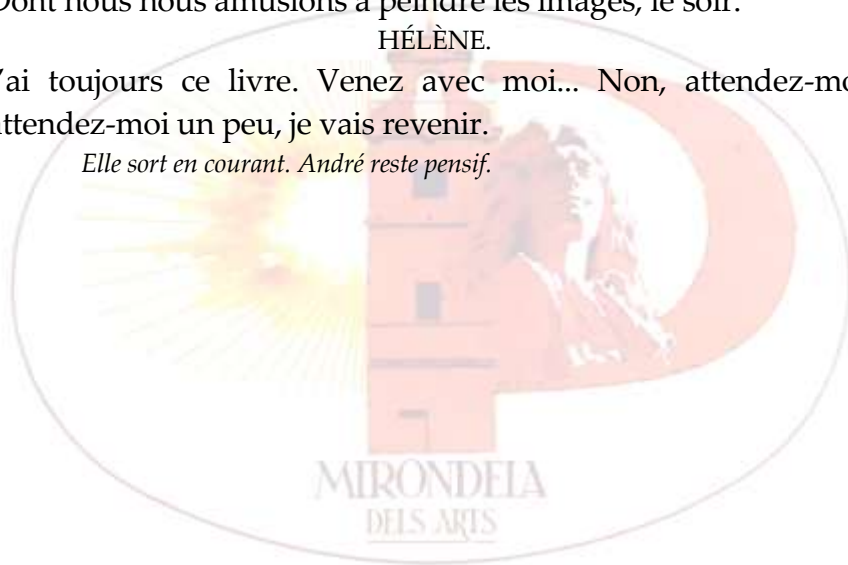 Dont nous nous amusions à peindre les images, le soir.
HÉLÈNE.
J'ai toujours ce livre. Venez avec moi... Non, attendez-moi
attendez-moi un peu, je vais revenir.
Elle sort en courant. André reste pensif.
MIRONDELA
DELS ARTS